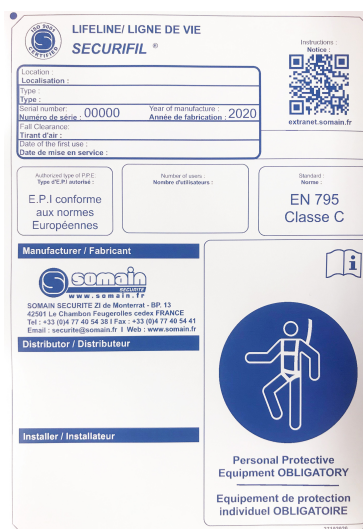 ISO 9001
CERTIFIED
LIFELINE/ LIGNE DE VIE
SECURIFIL ®
Instructions :
Notice :
extranet.somain.fr
Location :
Localisation :
Type :
Type :
Serial number:
Numéro de série : 00000
Year of manufacture :
Année de fabrication : 2020
Fall Clearance:
Tirant d'air :
Date of the first use :
Date de mise en service :
Authorized type of P.P.E.
Type d'E.P.I autorisé :
E.P.I conforme
aux normes
Européennes
Number of users :
Nombre d'utilisateurs :
Standard :
Norme :
EN 795
Classe C
Manufacturer / Fabricant
somain
SECURITE
www.somain.fr
SOMAIN SECURITE ZI de Monterrat - BP. 13
42501 Le Chambon Feugerolles cedex FRANCE
Tel : +33 (0)4 77 40 54 38 I Fax : +33 (0)4 77 40 54 41
Email : securite@somain.fr I Web : www.somain.fr
Distributor / Distributeur
Installer / Installateur
i
Personal Protective
Equipment OBLIGATORY
Equipement de protection
individuel OBLIGATOIRE